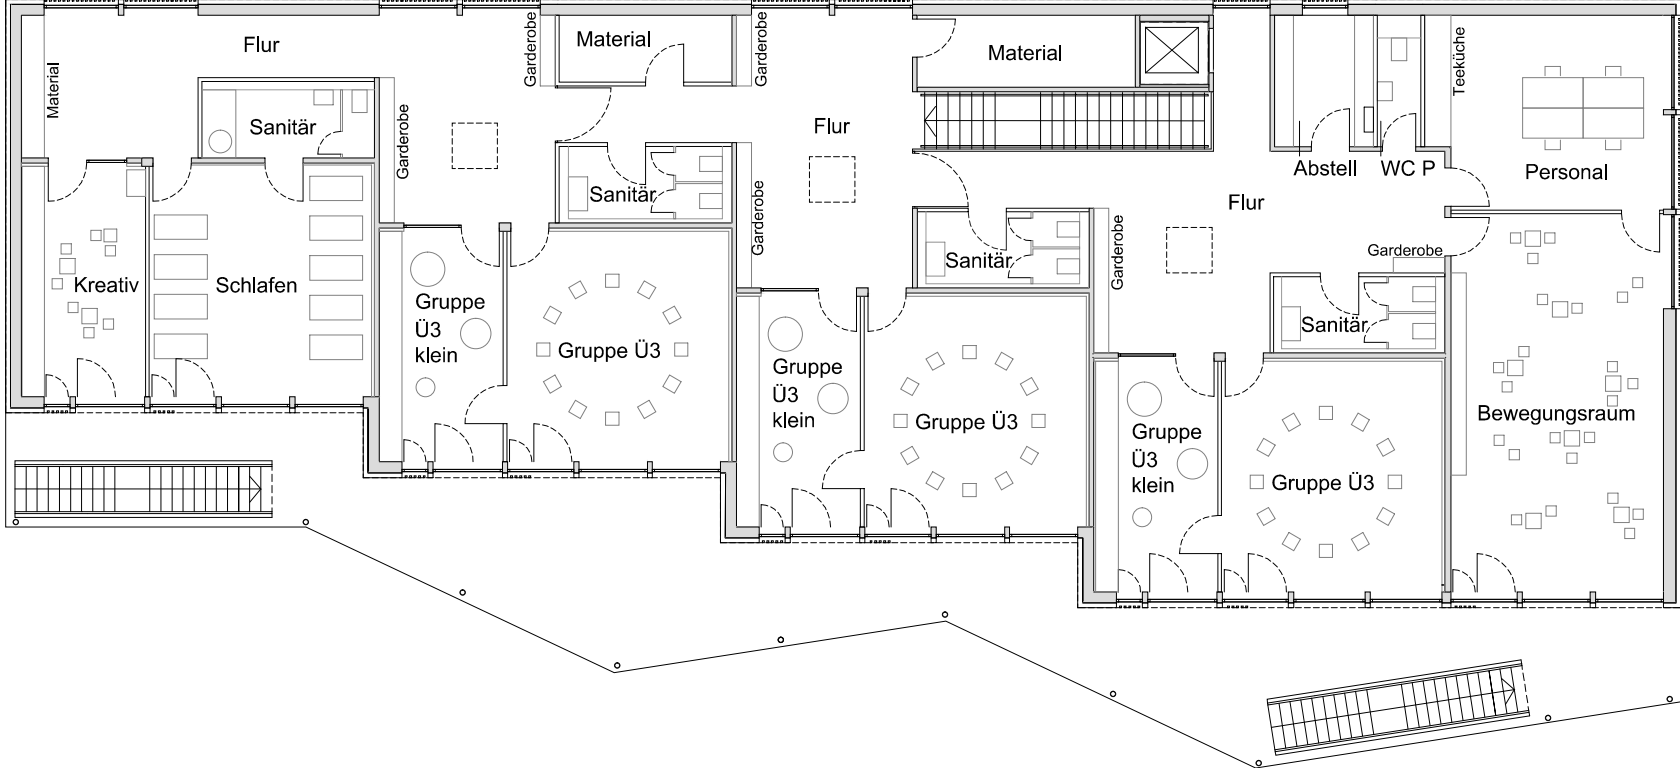 Flur
Material
Garderobe
Material
Garderobe
Material
Teeküche
Sanitär
Garderobe
Flur
Sanitär
Garderobe
Flur
Abstell
WC P
Personal
Kreativ
Schlafen
Sanitär
Garderobe
Garderobe
Gruppe
Ü3
klein
Gruppe Ü3
Gruppe
Ü3
klein
Gruppe Ü3
Sanitär
Bewegungsraum
Gruppe
Ü3
klein
Gruppe Ü3